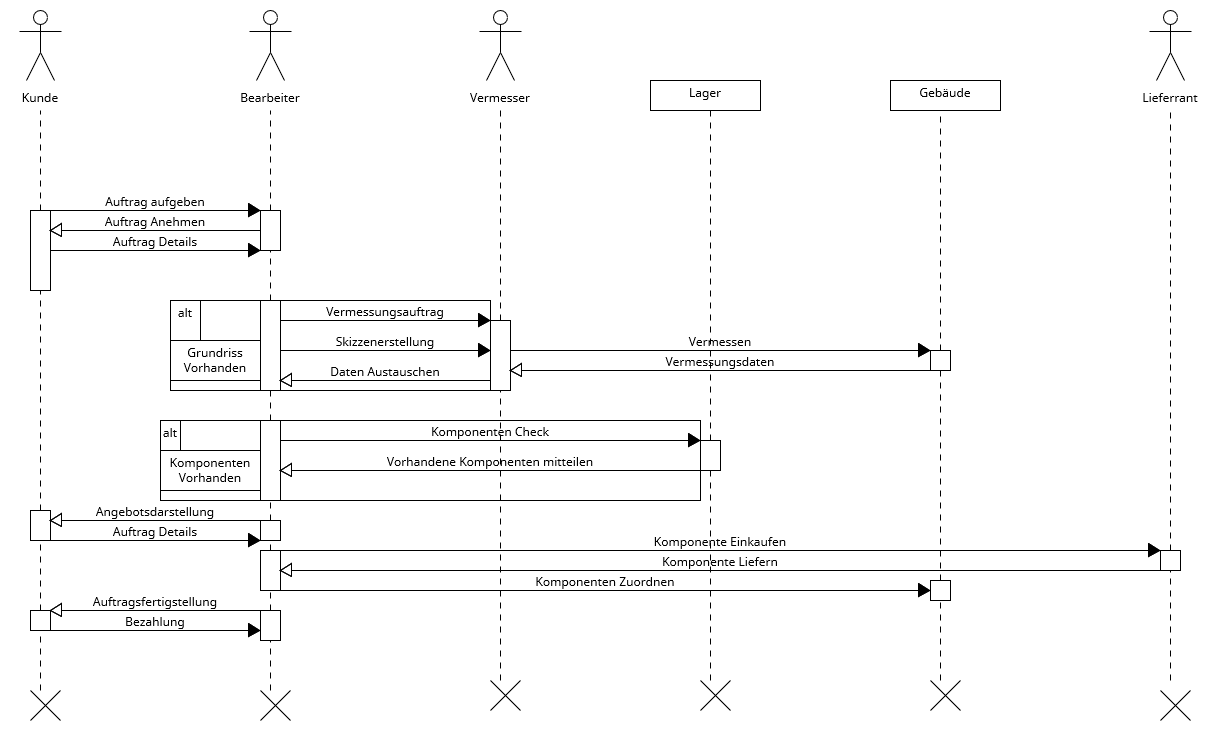 Kunde
Bearbeiter
Vermesser
Lager
Gebäude
Lieferrant
Auftrag aufgeben
Auftrag Anehmen
Auftrag Details
alt
Vermessungsauftrag
Grundriss
Vorhanden
Skizzenerstellung
Vermessen
Vermessungsdaten
Daten Austauschen
alt
Komponenten Check
Komponenten
Vorhanden
Vorhandene Komponenten mitteilen
Angebotsdarstellung
Auftrag Details
Komponente Einkaufen
Komponente Liefern
Komponenten Zuordnen
Auftragsfertigstellung
Bezahlung